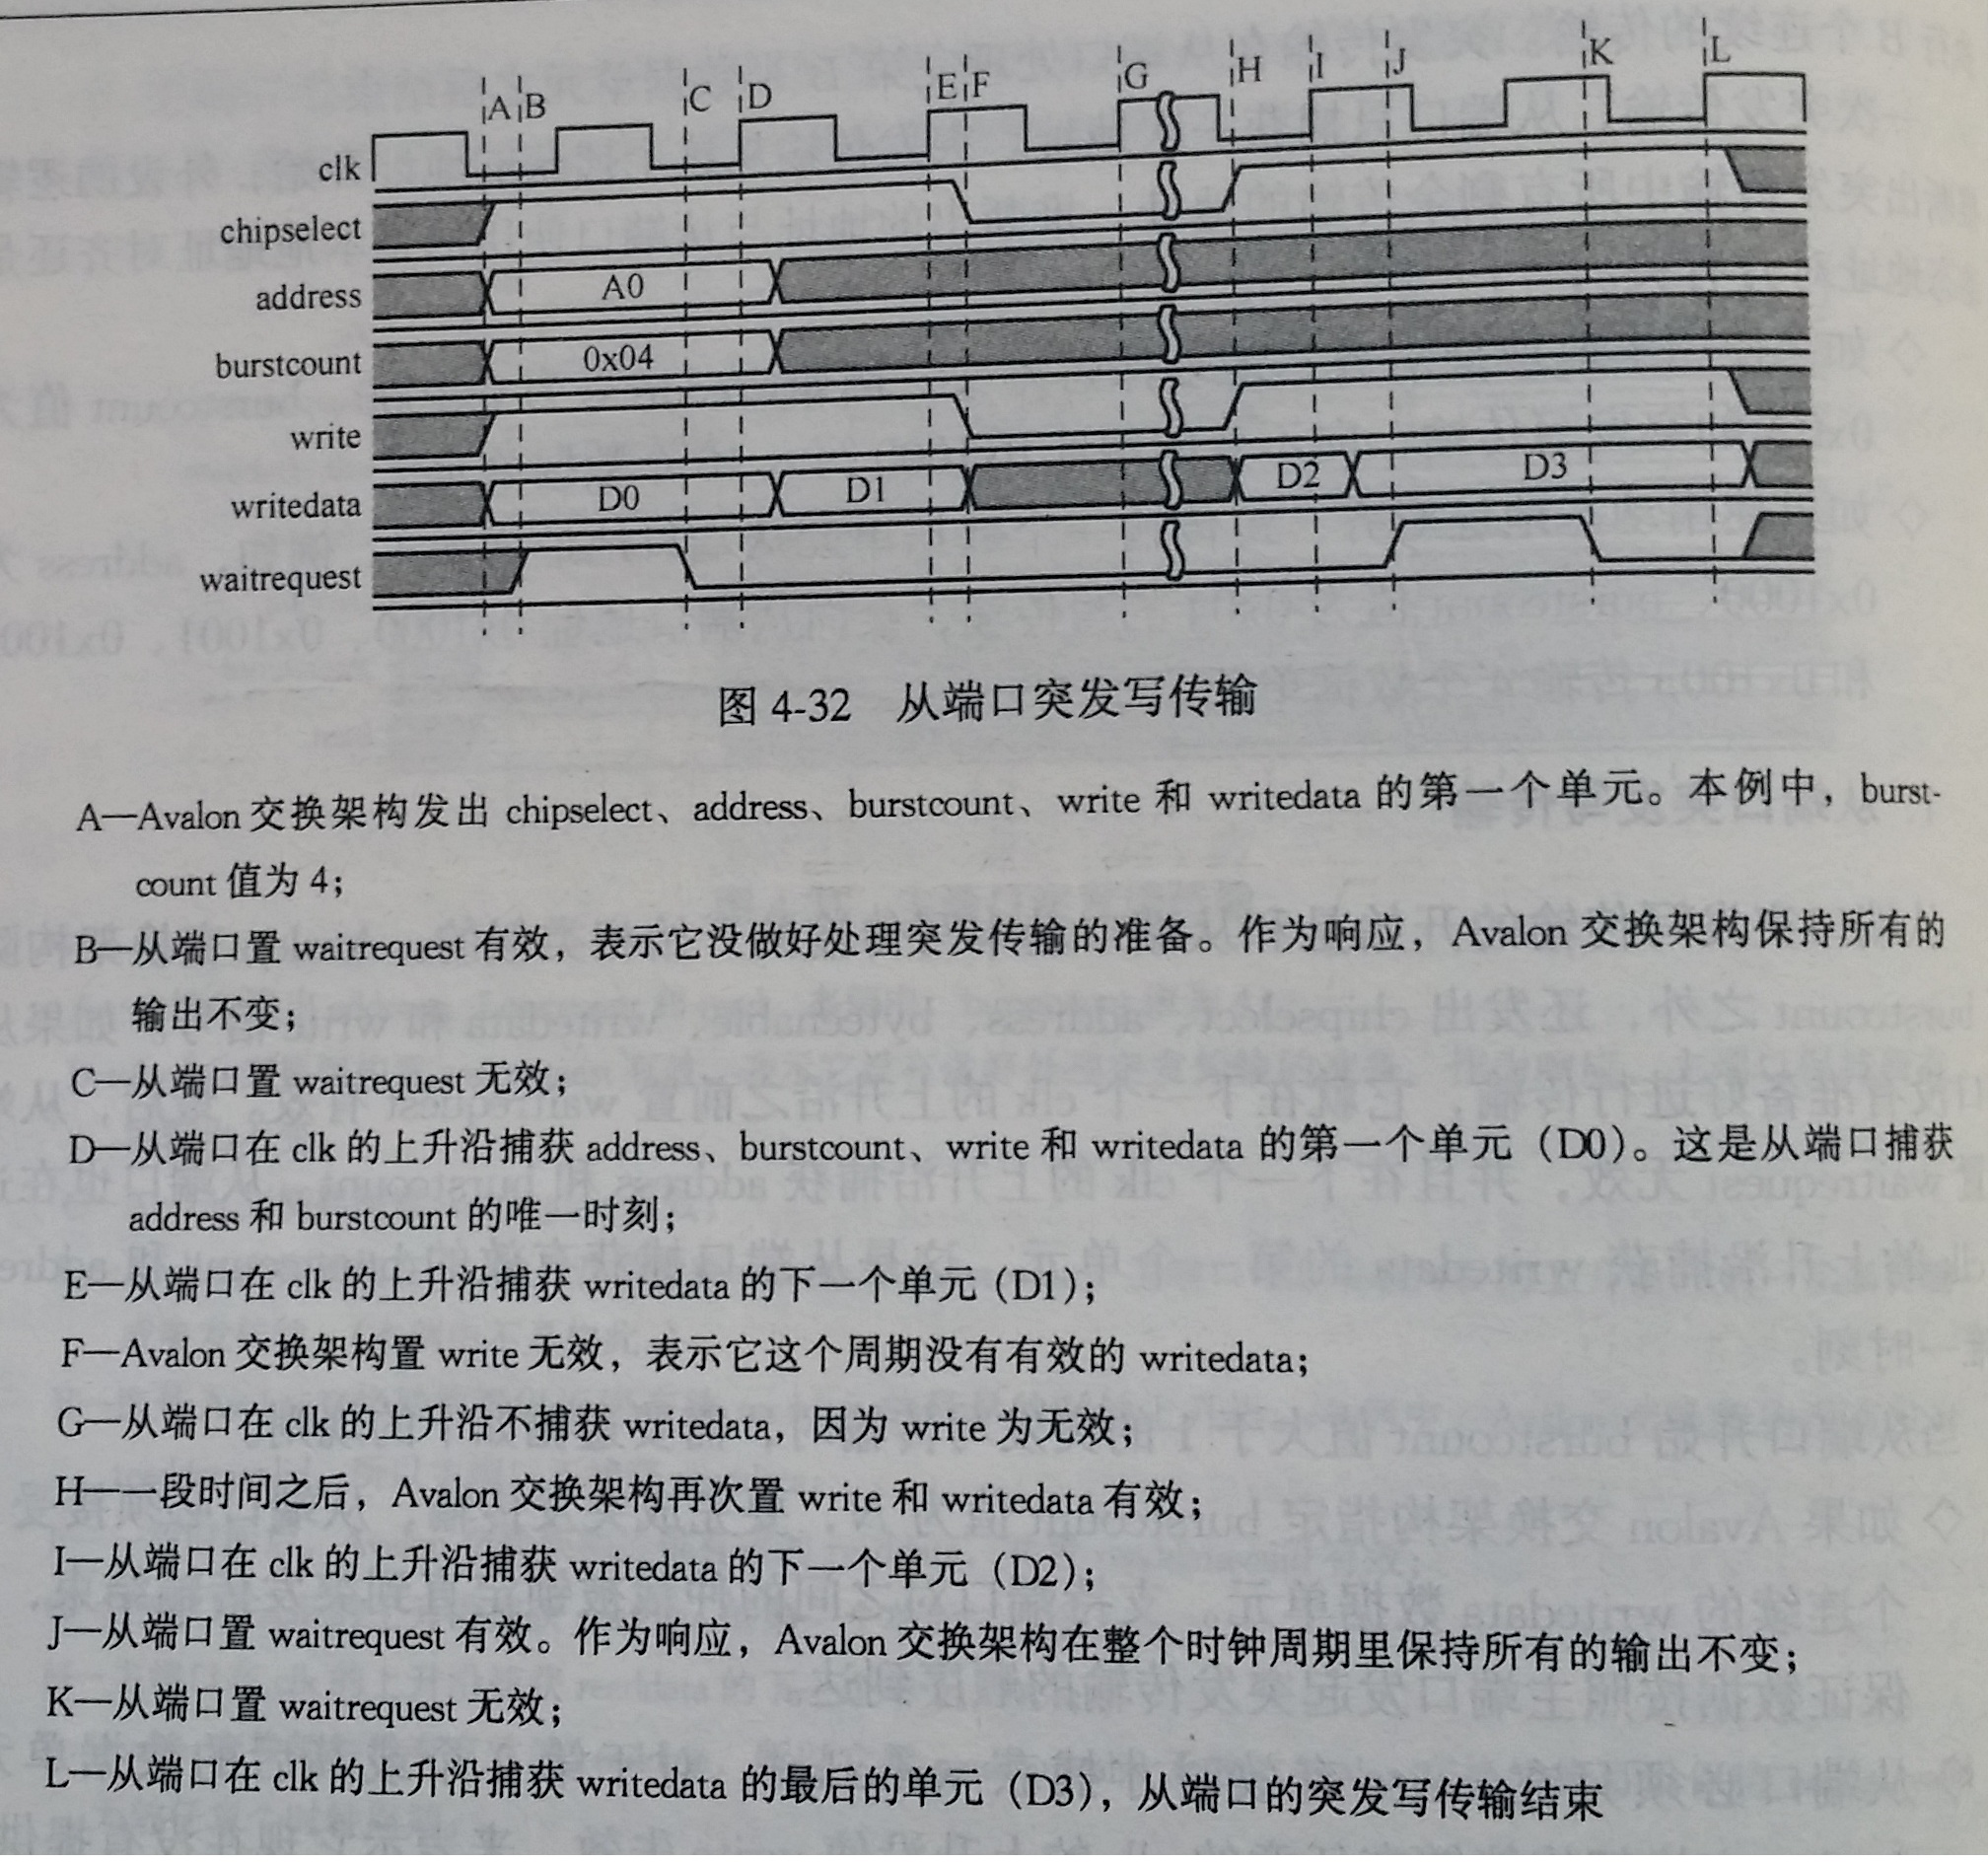 A B C D E F G H I J K L
clk
chipselect
address A0
burstcount 0x04
write
writedata D0 D1 D2 D3
waitrequest
图 4-32 从端口突发写传输
A—Avalon 交换架构发出 chipselect、address、burstcount、write 和 writedata 的第一个单元。本例中，burst-
count 值为 4；
B—从端口置 waitrequest 有效，表示它没做好处理突发传输的准备。作为响应，Avalon 交换架构保持所有的
输出不变；
C—从端口置 waitrequest 无效；
D—从端口在 clk 的上升沿捕获 address、burstcount、write 和 writedata 的第一个单元（D0）。这是从端口捕获
address 和 burstcount 的唯一时刻；
E—从端口在 clk 的上升沿捕获 writedata 的下一个单元（D1）；
F—Avalon 交换架构置 write 无效，表示它这个周期没有有效的 writedata；
G—从端口在 clk 的上升沿不捕获 writedata，因为 write 为无效；
H—一段时间之后，Avalon 交换架构再次置 write 和 writedata 有效；
I—从端口在 clk 的上升沿捕获 writedata 的下一个单元（D2）；
J—从端口置 waitrequest 有效。作为响应，Avalon 交换架构在整个时钟周期里保持所有的输出不变；
K—从端口置 waitrequest 无效；
L—从端口在 clk 的上升沿捕获 writedata 的最后的单元（D3），从端口的突发写传输结束